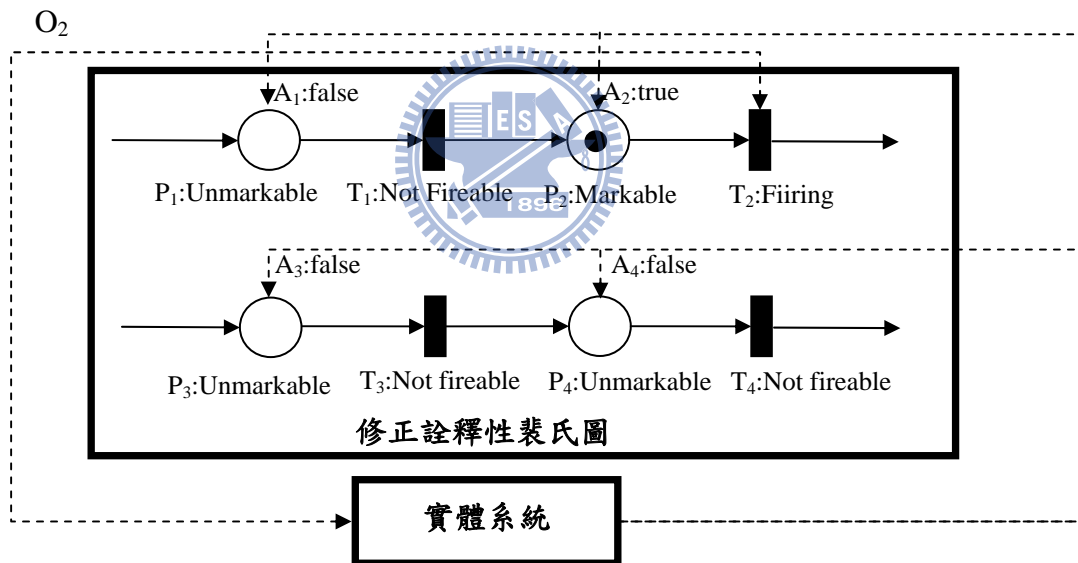 O2
A1:false
A2:true
P1:Unmarkable
T1:Not Fireable
P2:Markable
T2:Fiiring
ES
A
1896
A3:false
A4:false
P3:Unmarkable
T3:Not fireable
P4:Unmarkable
T4:Not fireable
修正詮釋性裴氏圖
實體系統